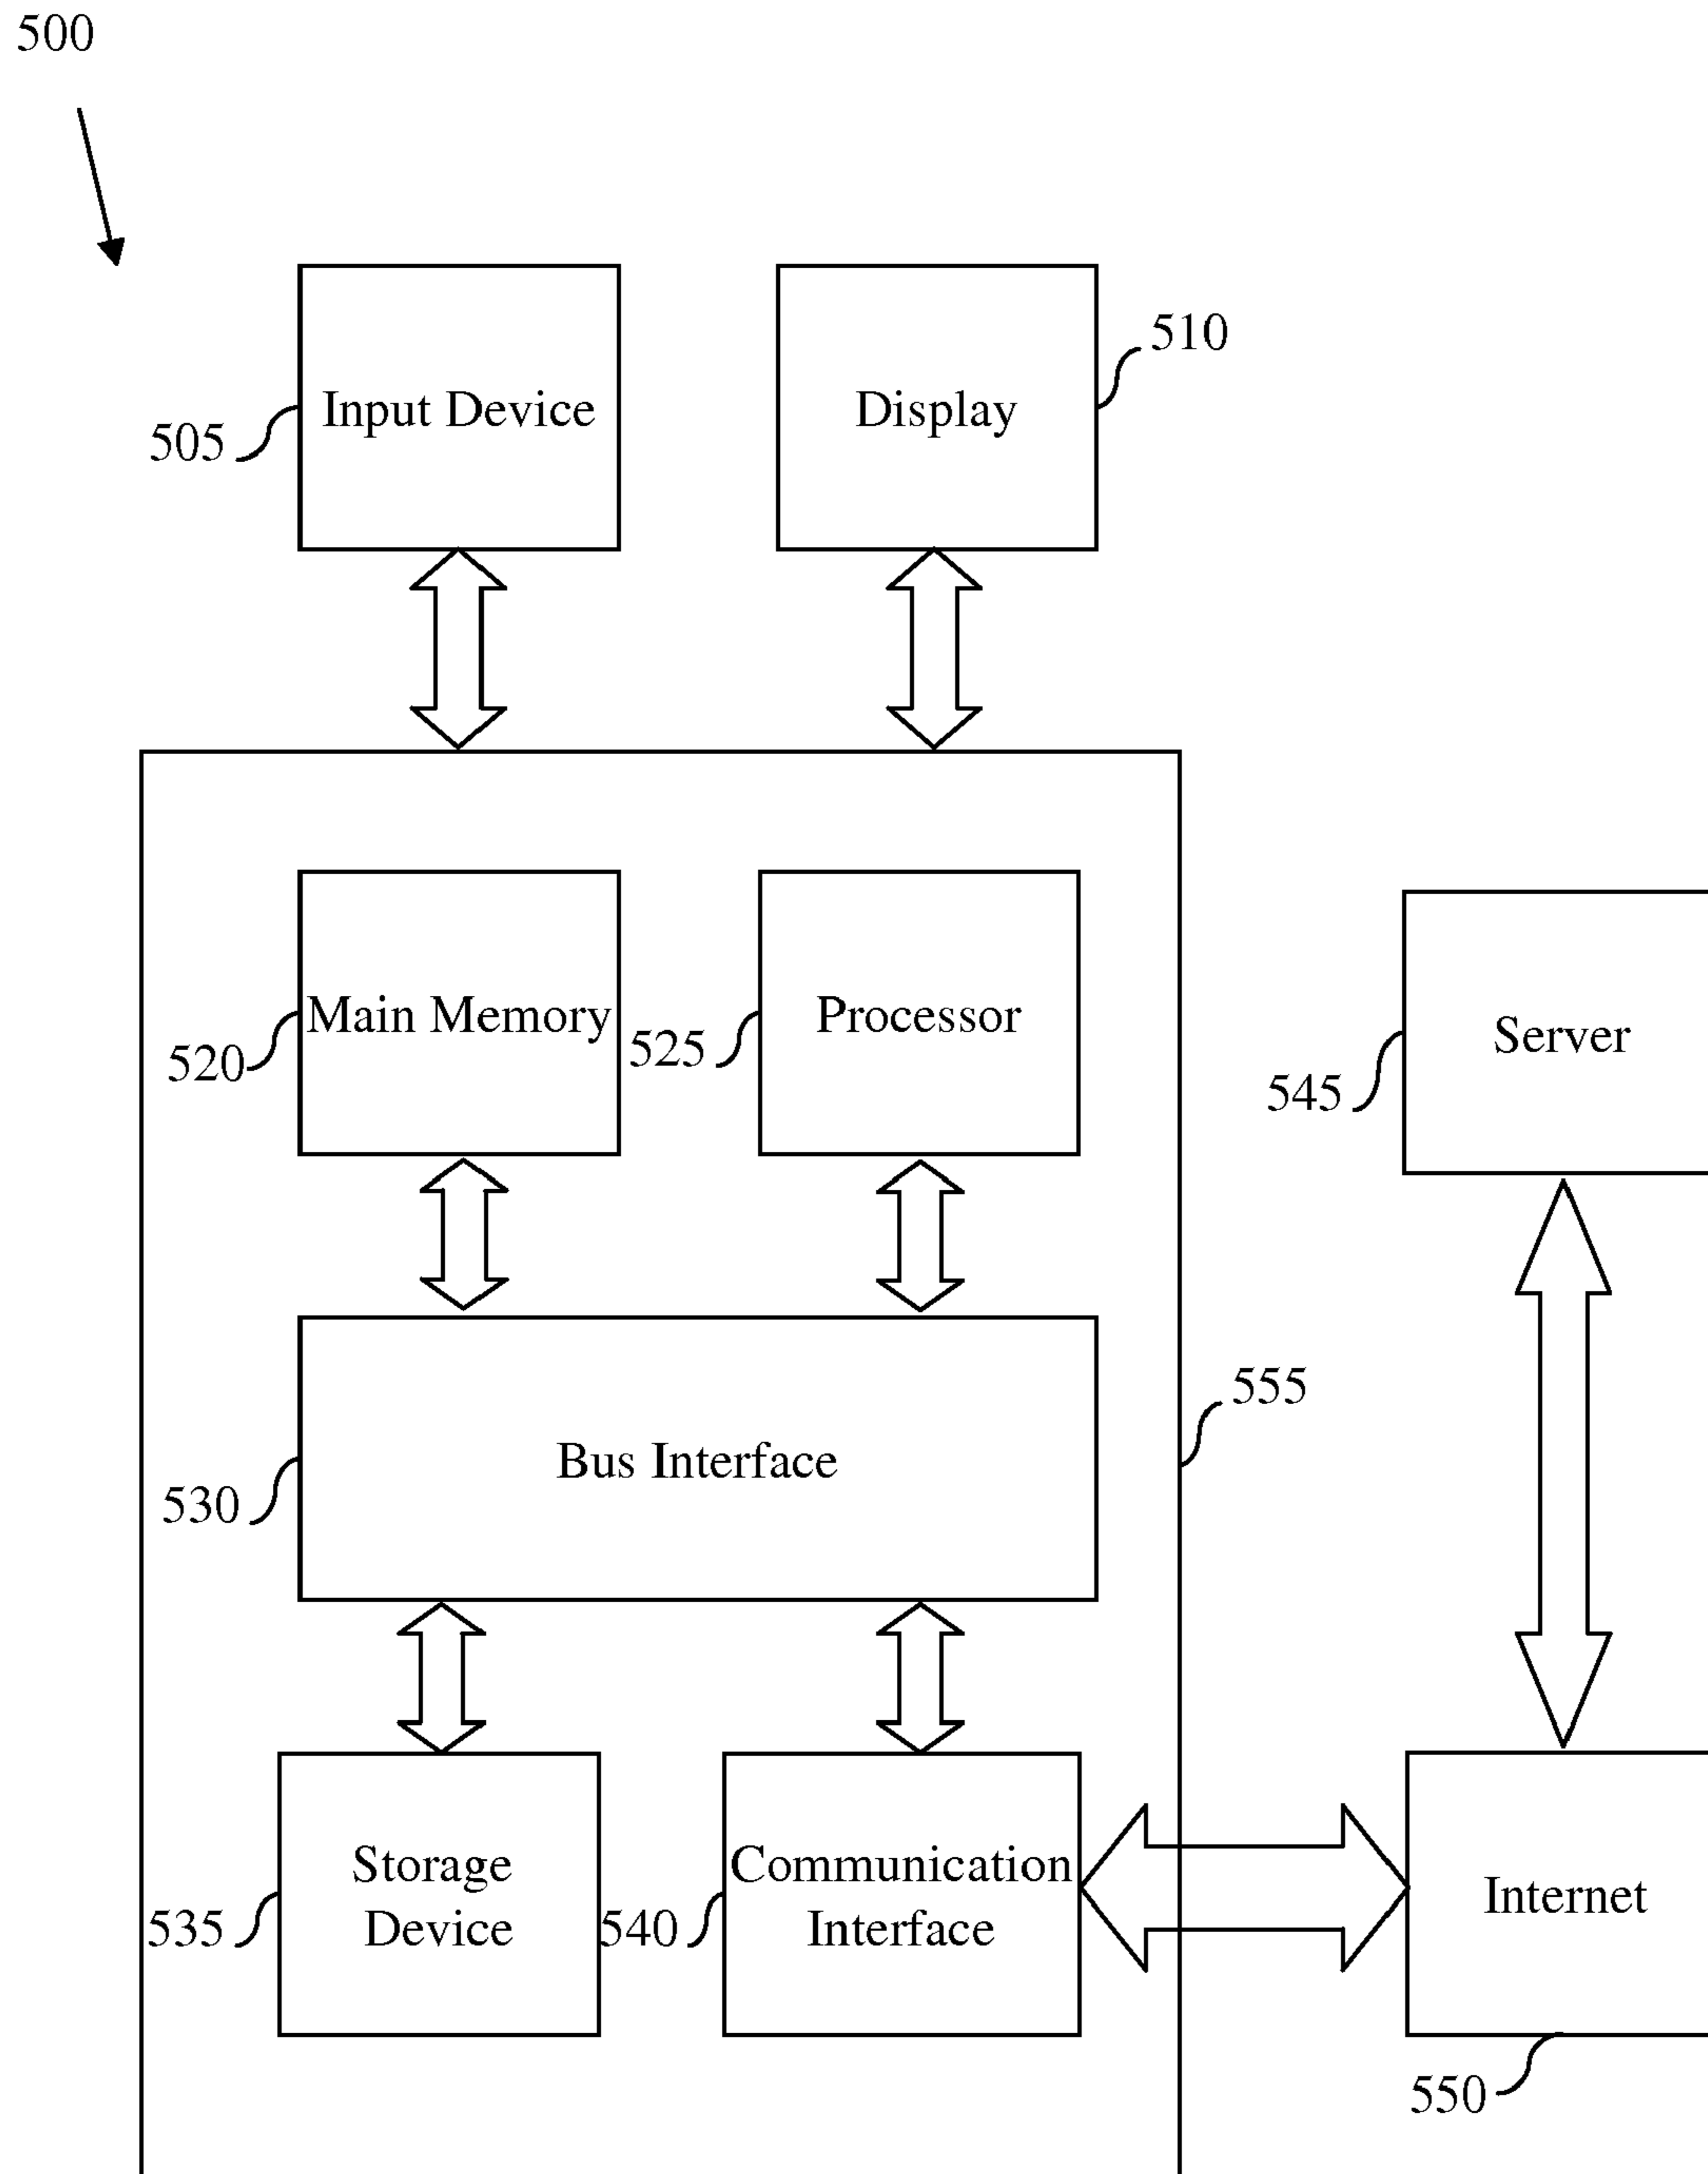 500
Input Device
Display
510
505
Main Memory
Processor
520
525
Server
545
Bus Interface
555
530
Storage
Device
Communication
Interface
Internet
535
540
550